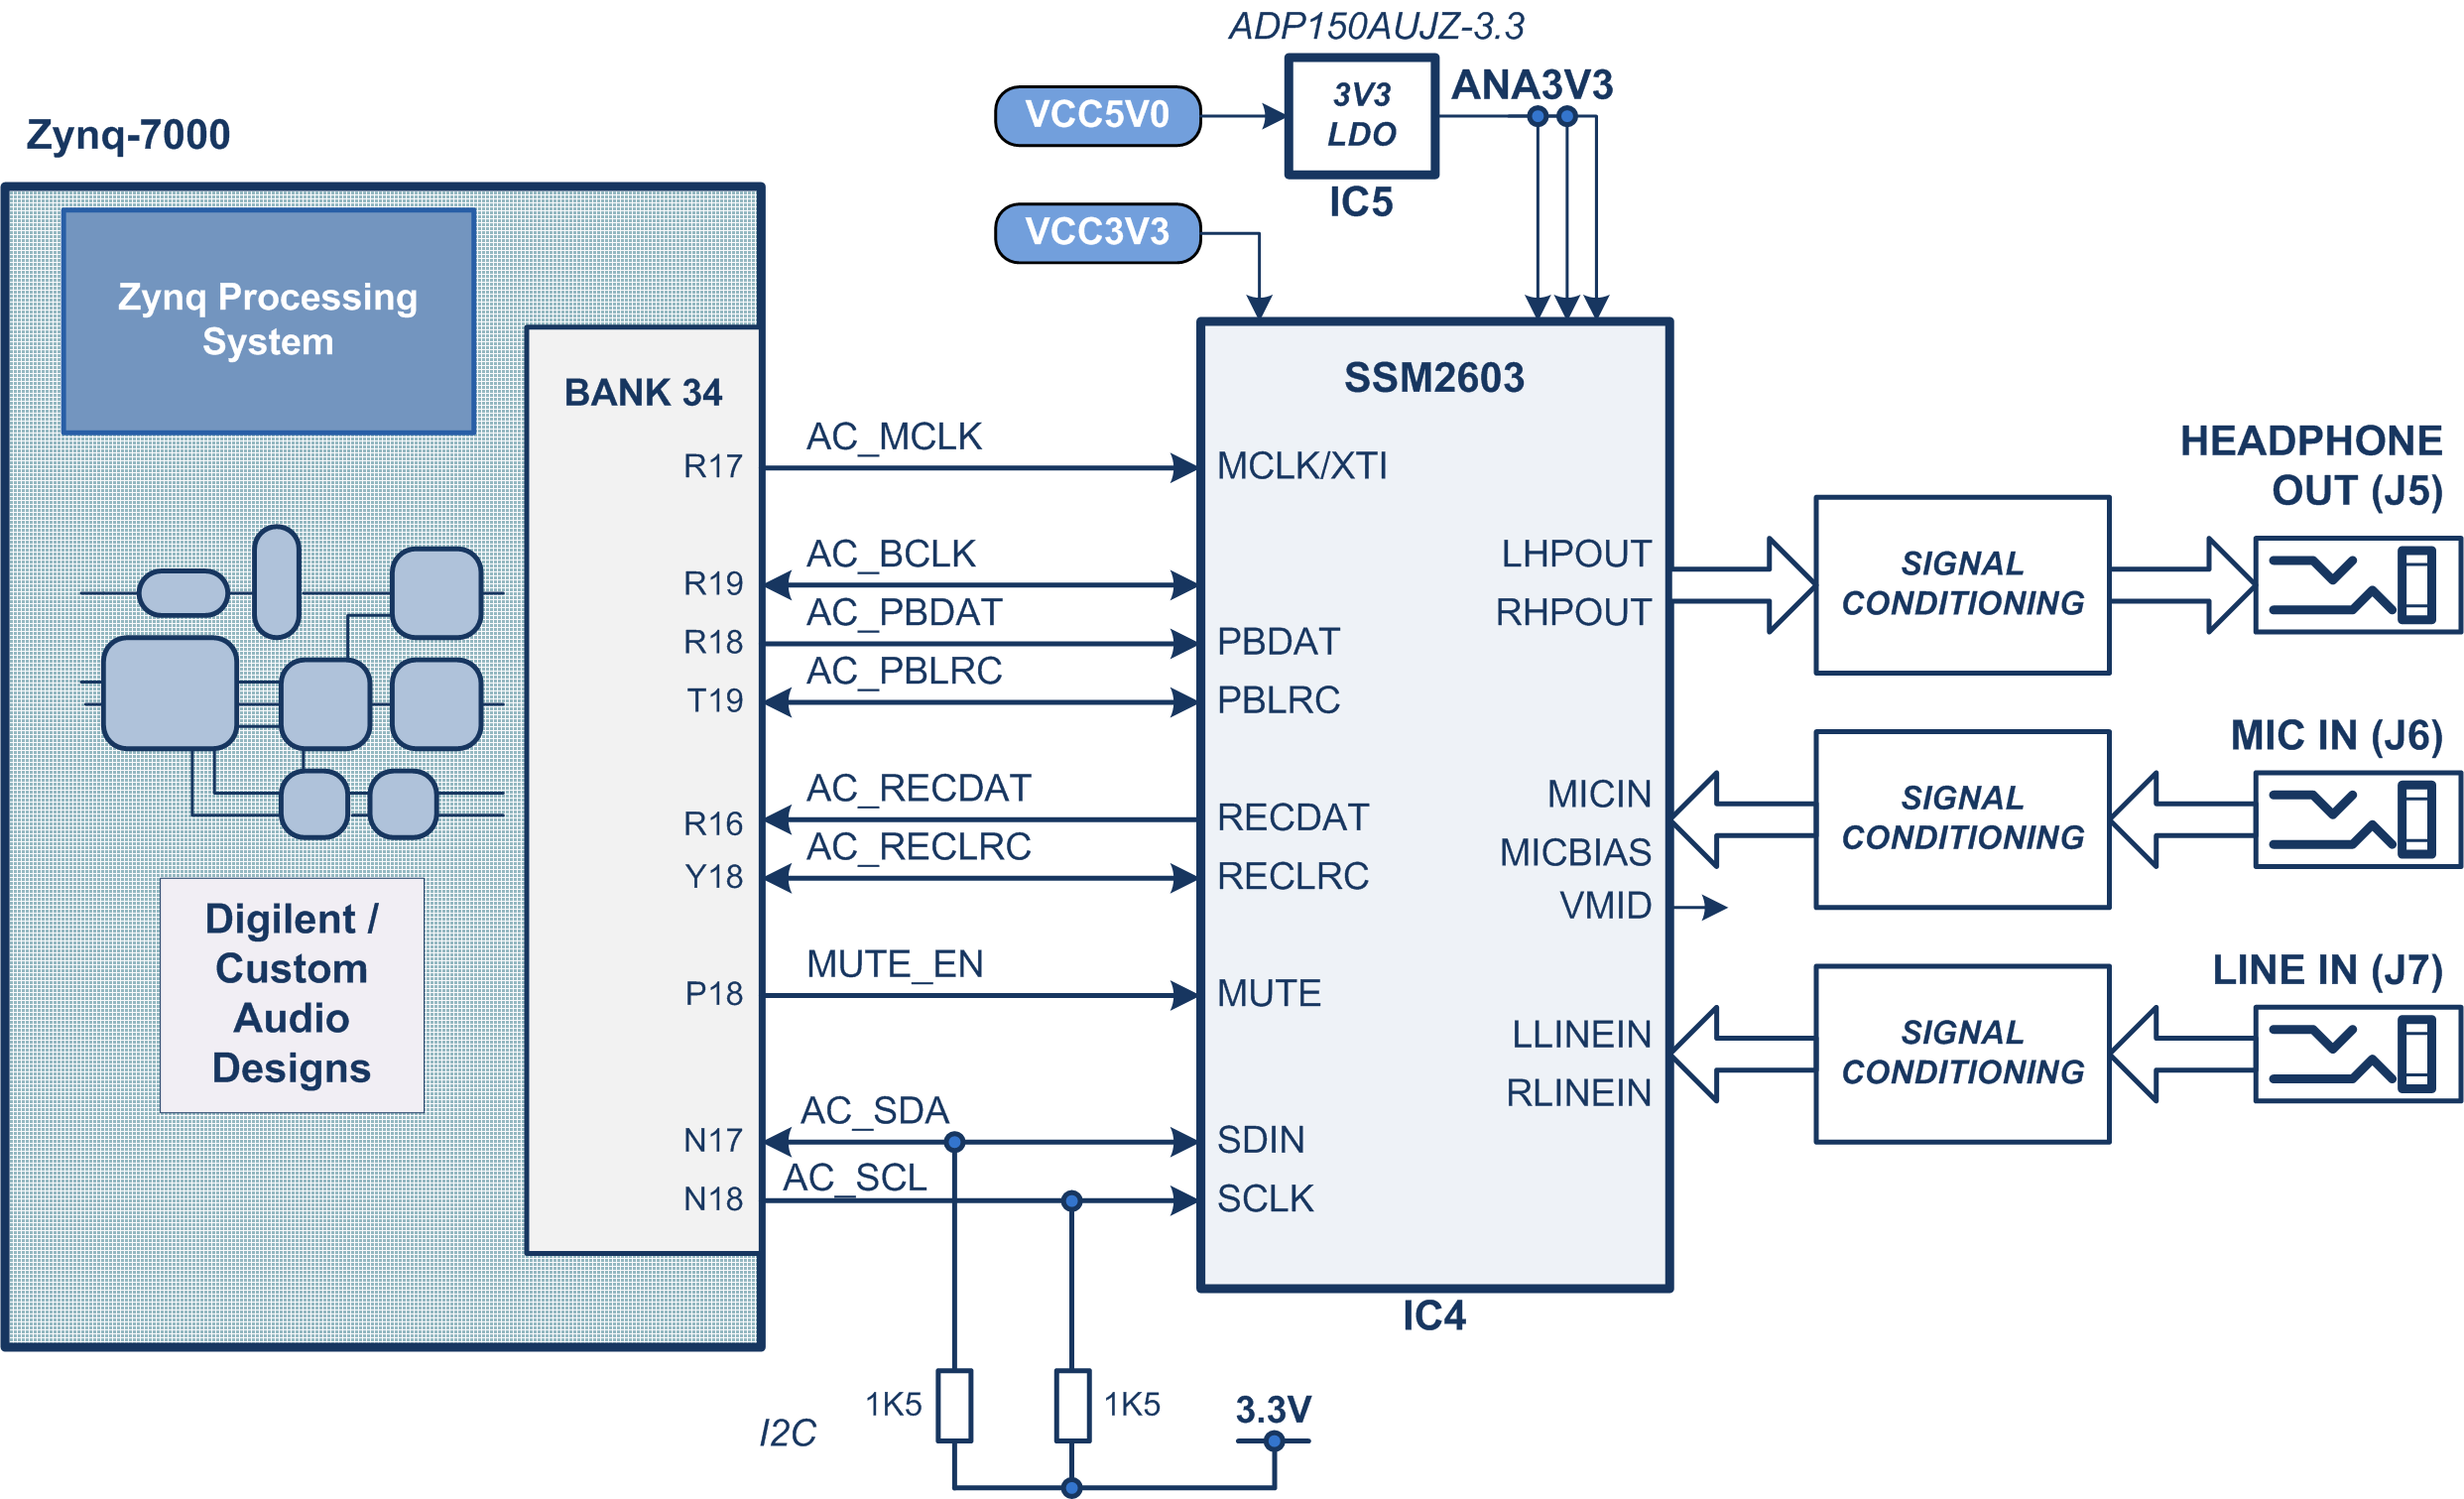 ADP150AUJZ-3.3
VCC5V0
3V3
LDO
ANA3V3
IC5
VCC3V3
Zynq-7000
Zynq Processing
System
BANK 34
R17
R19
R18
T19
R16
Y18
P18
N17
N18
Digilent /
Custom
Audio
Designs
AC_MCLK
AC_BCLK
AC_PBDAT
AC_PBLRC
AC_RECDAT
AC_RECLRC
MUTE_EN
AC_SDA
AC_SCL
SSM2603
MCLK/XTI
PBDAT
PBLRC
RECDAT
RECLRC
MUTE
SDIN
SCLK
LHPOUT
RHPOUT
MICIN
MICBIAS
VMID
LLINEIN
RLINEIN
IC4
SIGNAL
CONDITIONING
HEADPHONE
OUT (J5)
SIGNAL
CONDITIONING
MIC IN (J6)
SIGNAL
CONDITIONING
LINE IN (J7)
I2C
1K5
1K5
3.3V